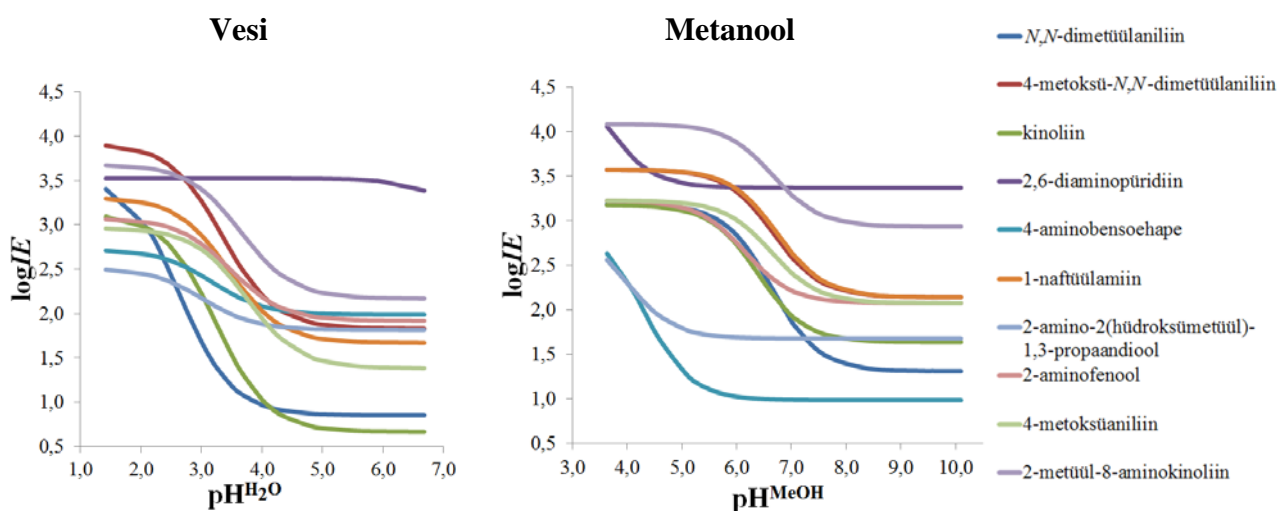 Vesi
Metanool
logIE
4,5
4,0
3,5
3,0
2,5
2,0
1,5
1,0
0,5
1,0 2,0 3,0 4,0 5,0 6,0 7,0
pH^H2O
logIE
4,5
4,0
3,5
3,0
2,5
2,0
1,5
1,0
0,5
3,0 4,0 5,0 6,0 7,0 8,0 9,0 10,0
pH^MeOH
N,N-dimetüülaniliin
4-metoksü-N,N-dimetüülaniliin
kinoliin
2,6-diaminopüridiin
4-aminobensoehape
1-naftüülamiin
2-amino-2(hüdroksümetüül)-
1,3-propaandiool
2-aminofenool
4-metoksüaniliin
2-metüül-8-aminokinoliin